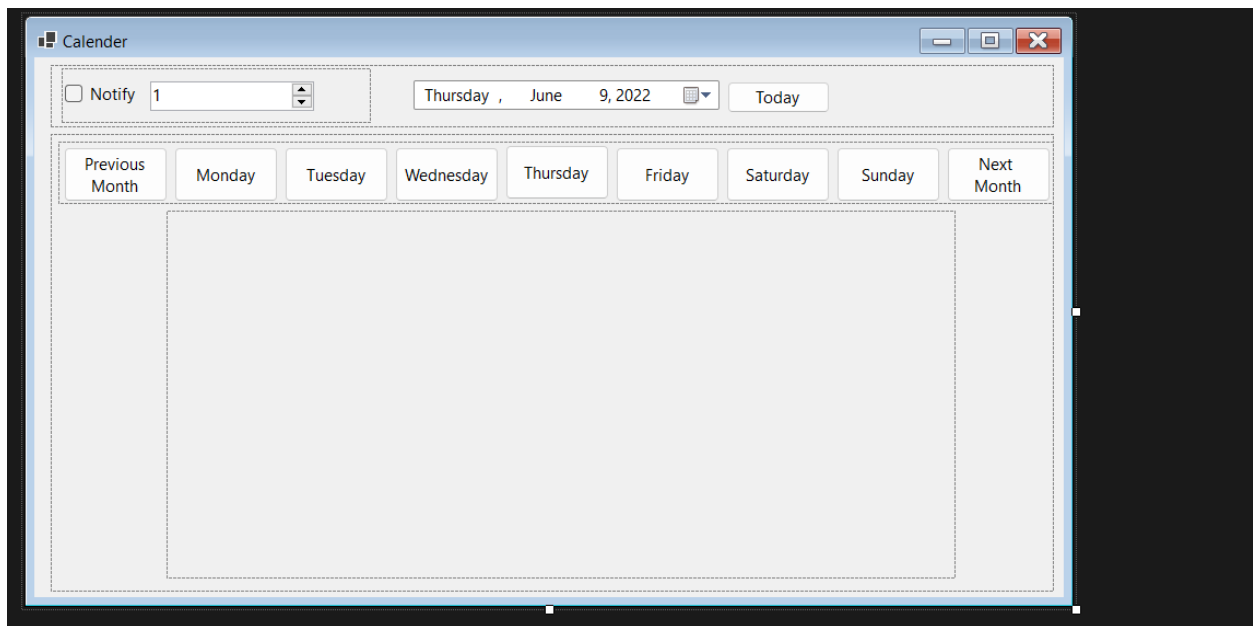 Calender
Notify 1 Thursday , June 9, 2022 Today
Previous Month Monday Tuesday Wednesday Thursday Friday Saturday Sunday Next Month